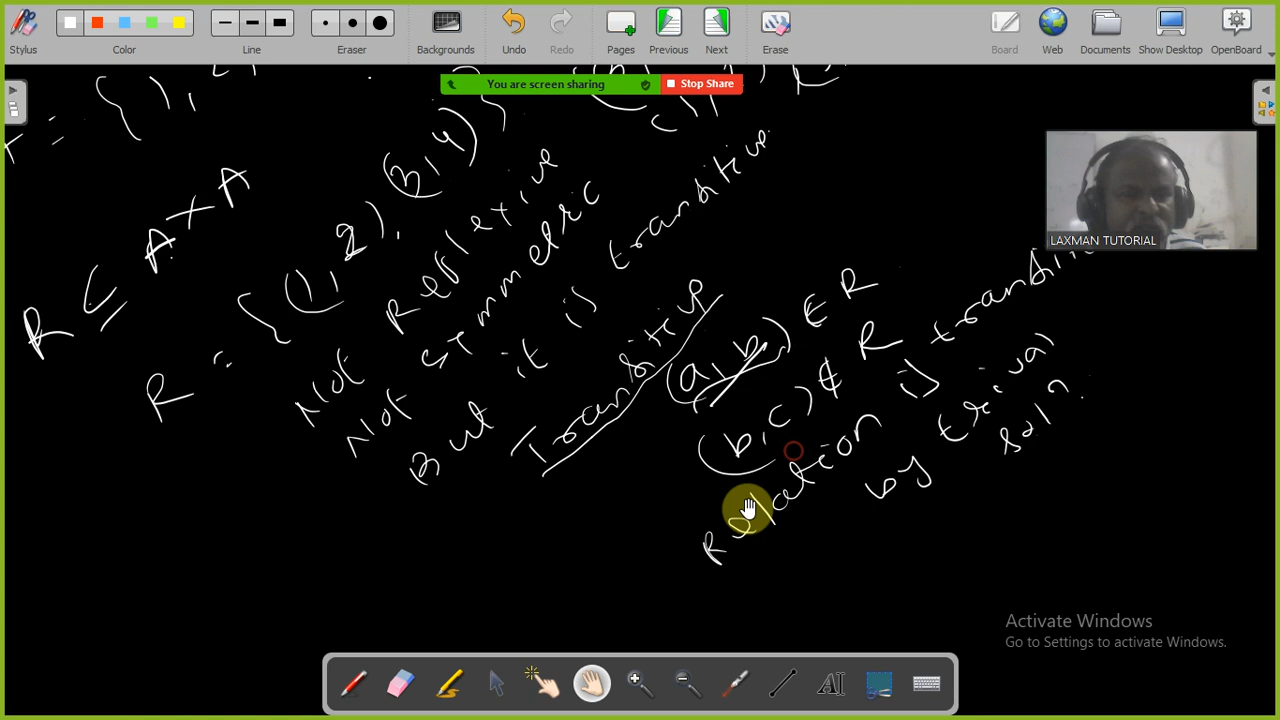 Stylus
Color
Line
Eraser
Backgrounds
Undo
Redo
Pages
Previous
Next
Erase
Board
Web
Documents
Show Desktop
OpenBoard
You are screen sharing
Stop Share
LAXMAN TUTORIAL
R ⊆ A × A
R = { (1, 2), (3, 4) }
Not Reflexive
Not symmetric
But it is transitive
Transitive
(a, b) ∈ R
(b, c) ∉ R
Relation is transitive
by trivial
sol?
Activate Windows
Go to Settings to activate Windows.